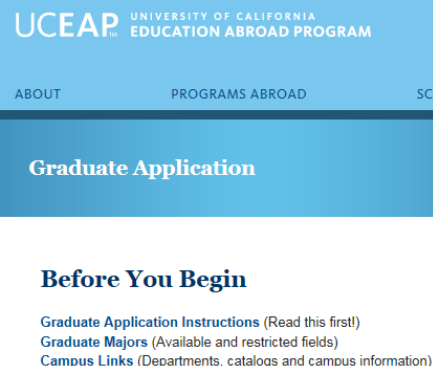 UCEAP UNIVERSITY OF CALIFORNIA
EDUCATION ABROAD PROGRAM
ABOUT PROGRAMS ABROAD SC
Graduate Application
Before You Begin
Graduate Application Instructions (Read this first!)
Graduate Majors (Available and restricted fields)
Campus Links (Departments, catalogs and campus information)